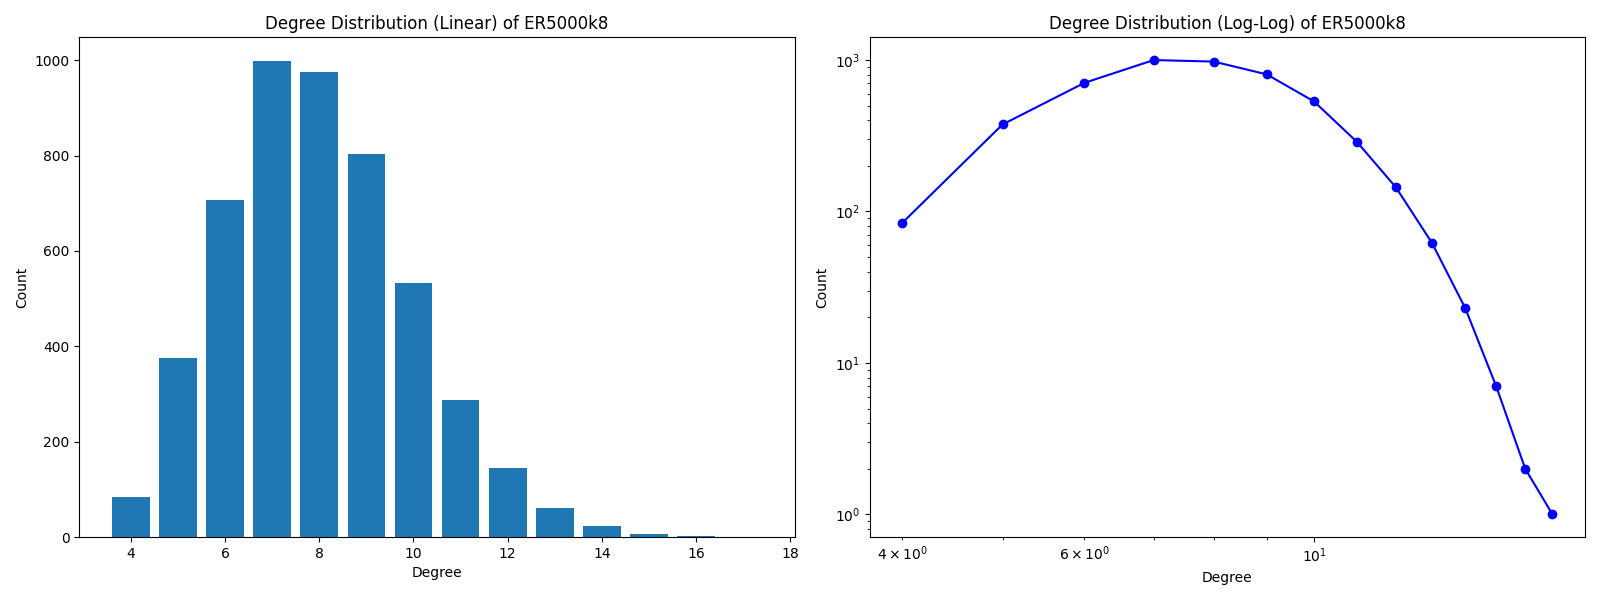 Degree Distribution (Linear) of ER5000k8
1000
800
600
400
200
0
Count
4 6 8 10 12 14 16 18
Degree
Degree Distribution (Log-Log) of ER5000k8
10³
10²
10¹
10⁰
Count
4 × 10⁰ 6 × 10⁰ 10¹
Degree